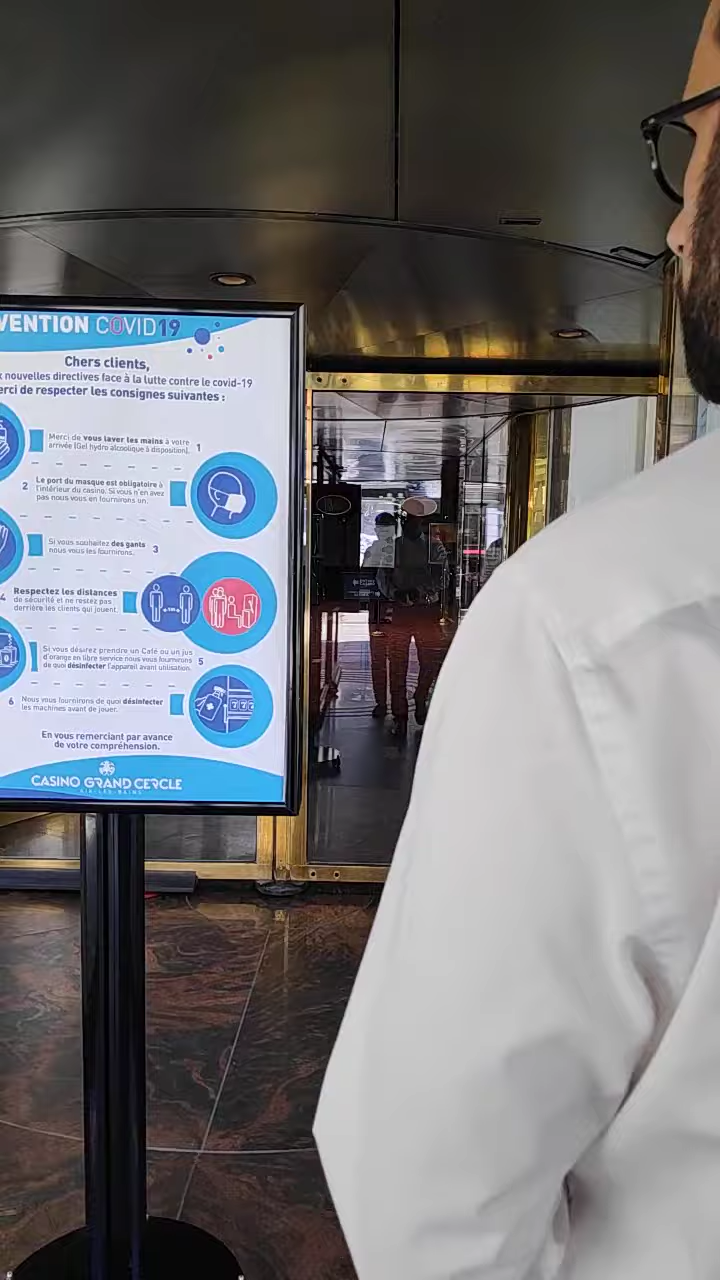 VENTION COVID19
Chers clients,
x nouvelles directives face à la lutte contre le covid-19
erci de respecter les consignes suivantes :
Merci de vous laver les mains à votre 1
arrivée (Gel hydro alcoolique à disposition).
2 Le port du masque est obligatoire à
l'intérieur du casino. Si vous n'en avez
pas nous vous en fournirons un.
Si vous souhaitez des gants 3
nous vous les fournirons.
4 Respectez les distances
de sécurité et ne restez pas
derrière les clients qui jouent.
Si vous désirez prendre un Café ou un jus
d'orange en libre service nous vous fournirons 5
de quoi désinfecter l'appareil avant utilisation.
6 Nous vous fournirons de quoi désinfecter
les machines avant de jouer.
777
En vous remerciant par avance
de votre compréhension.
CASINO GRAND CERCLE
AIX-LES-BAINS